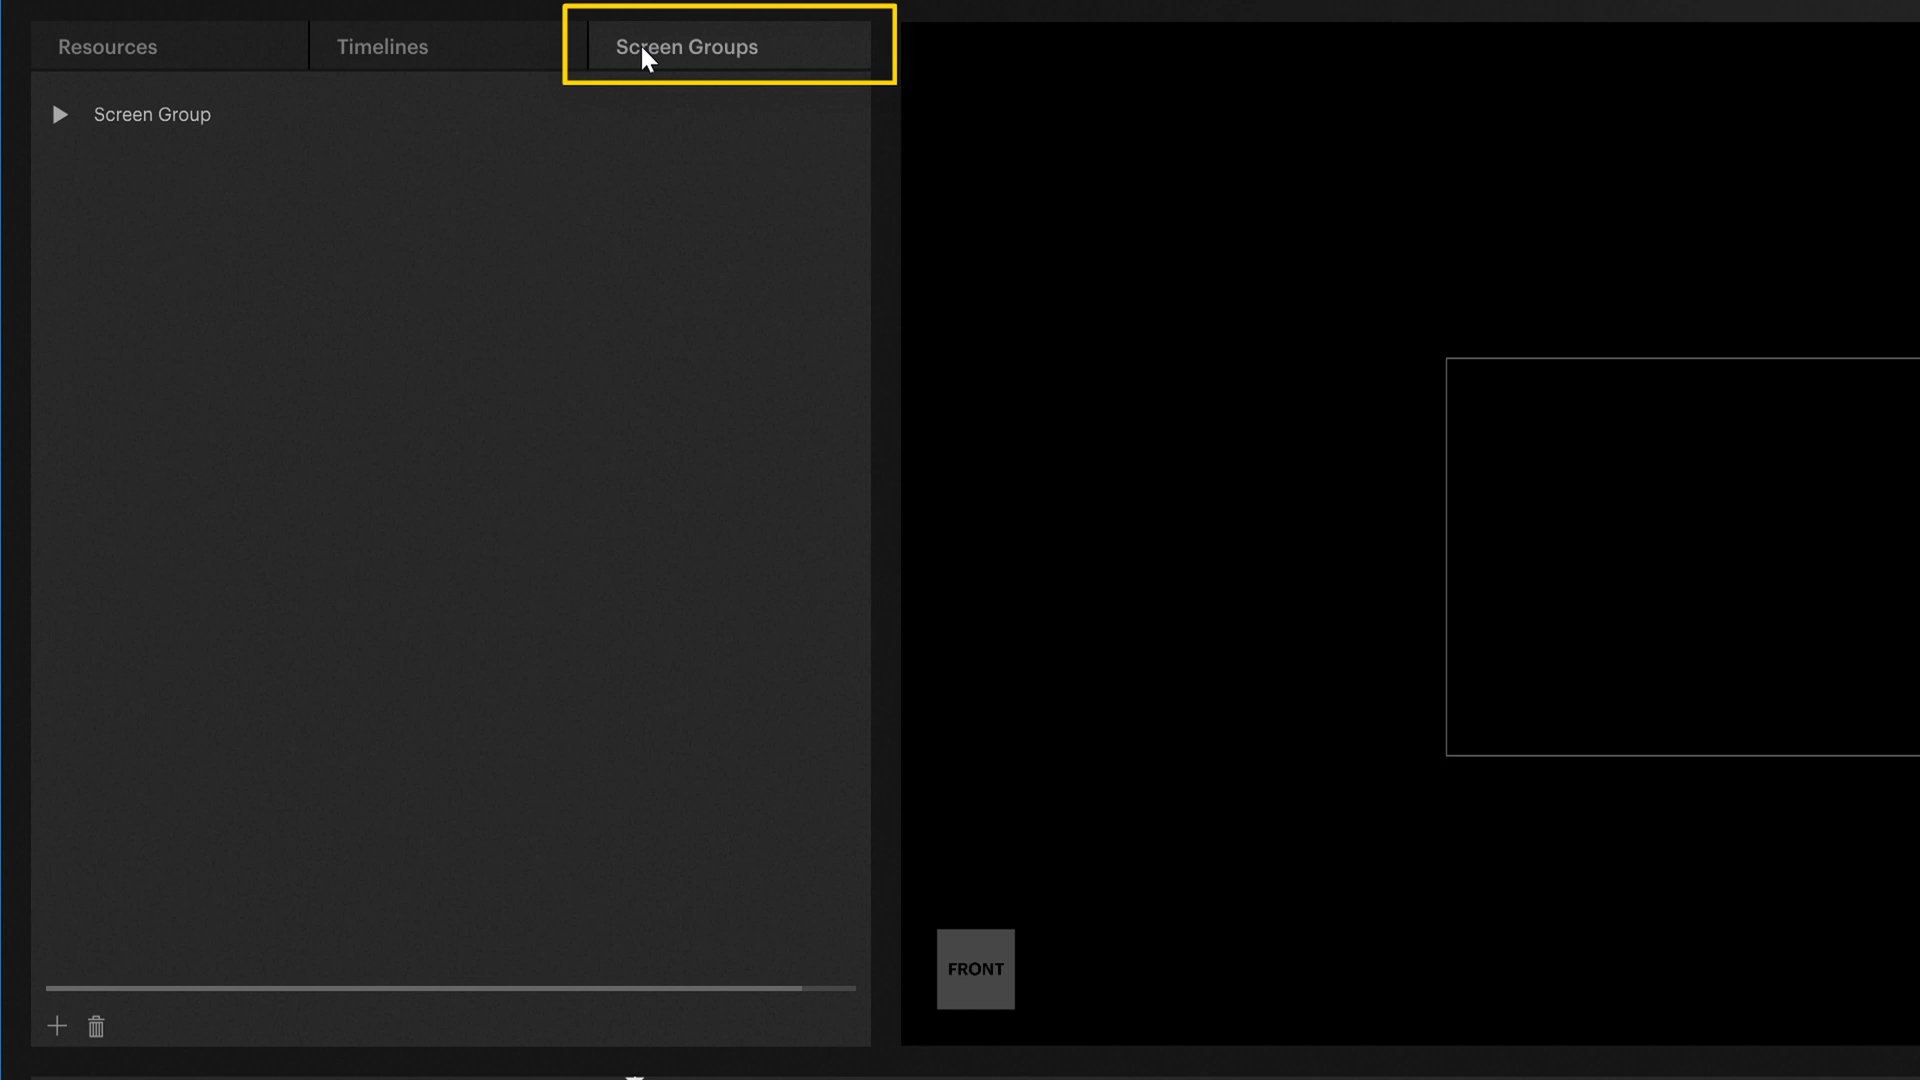 Resources
Timelines
Screen Groups
Screen Group
FRONT